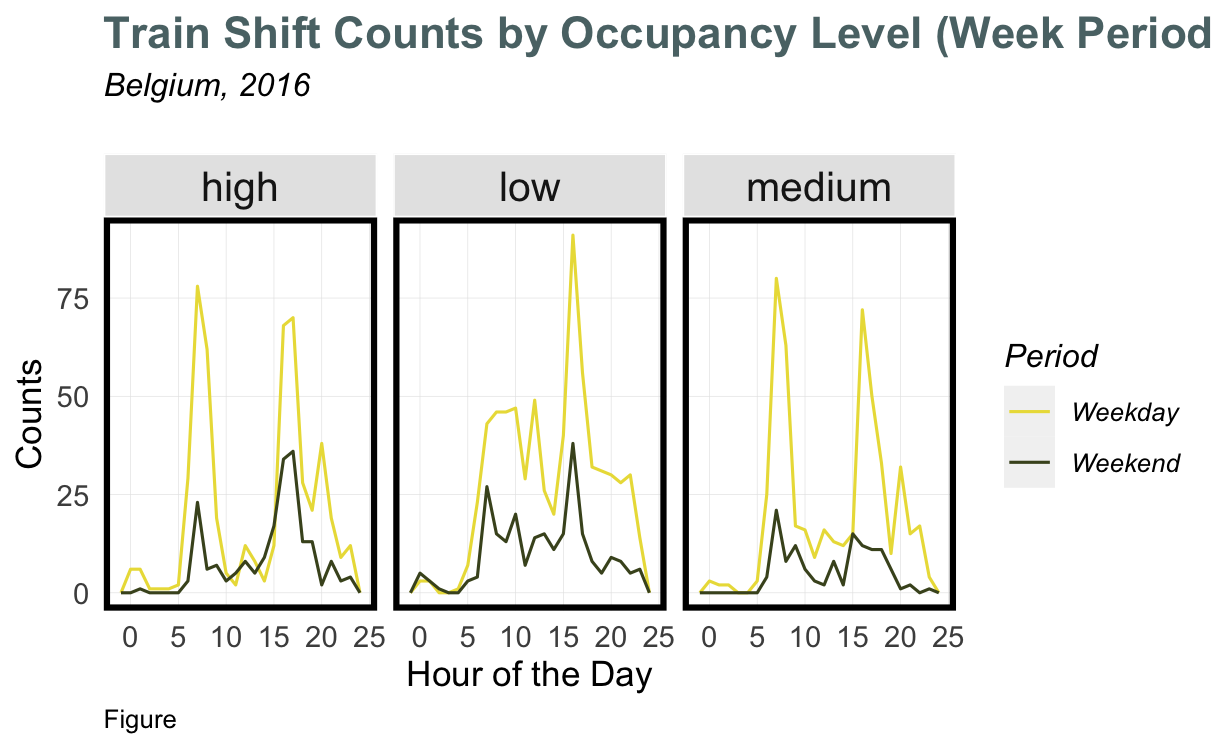 Train Shift Counts by Occupancy Level (Week Period
Belgium, 2016
high low medium
75
50
25
0
Counts
0 5 10 15 20 25 0 5 10 15 20 25 0 5 10 15 20 25
Hour of the Day
Period
Weekday
Weekend
Figure